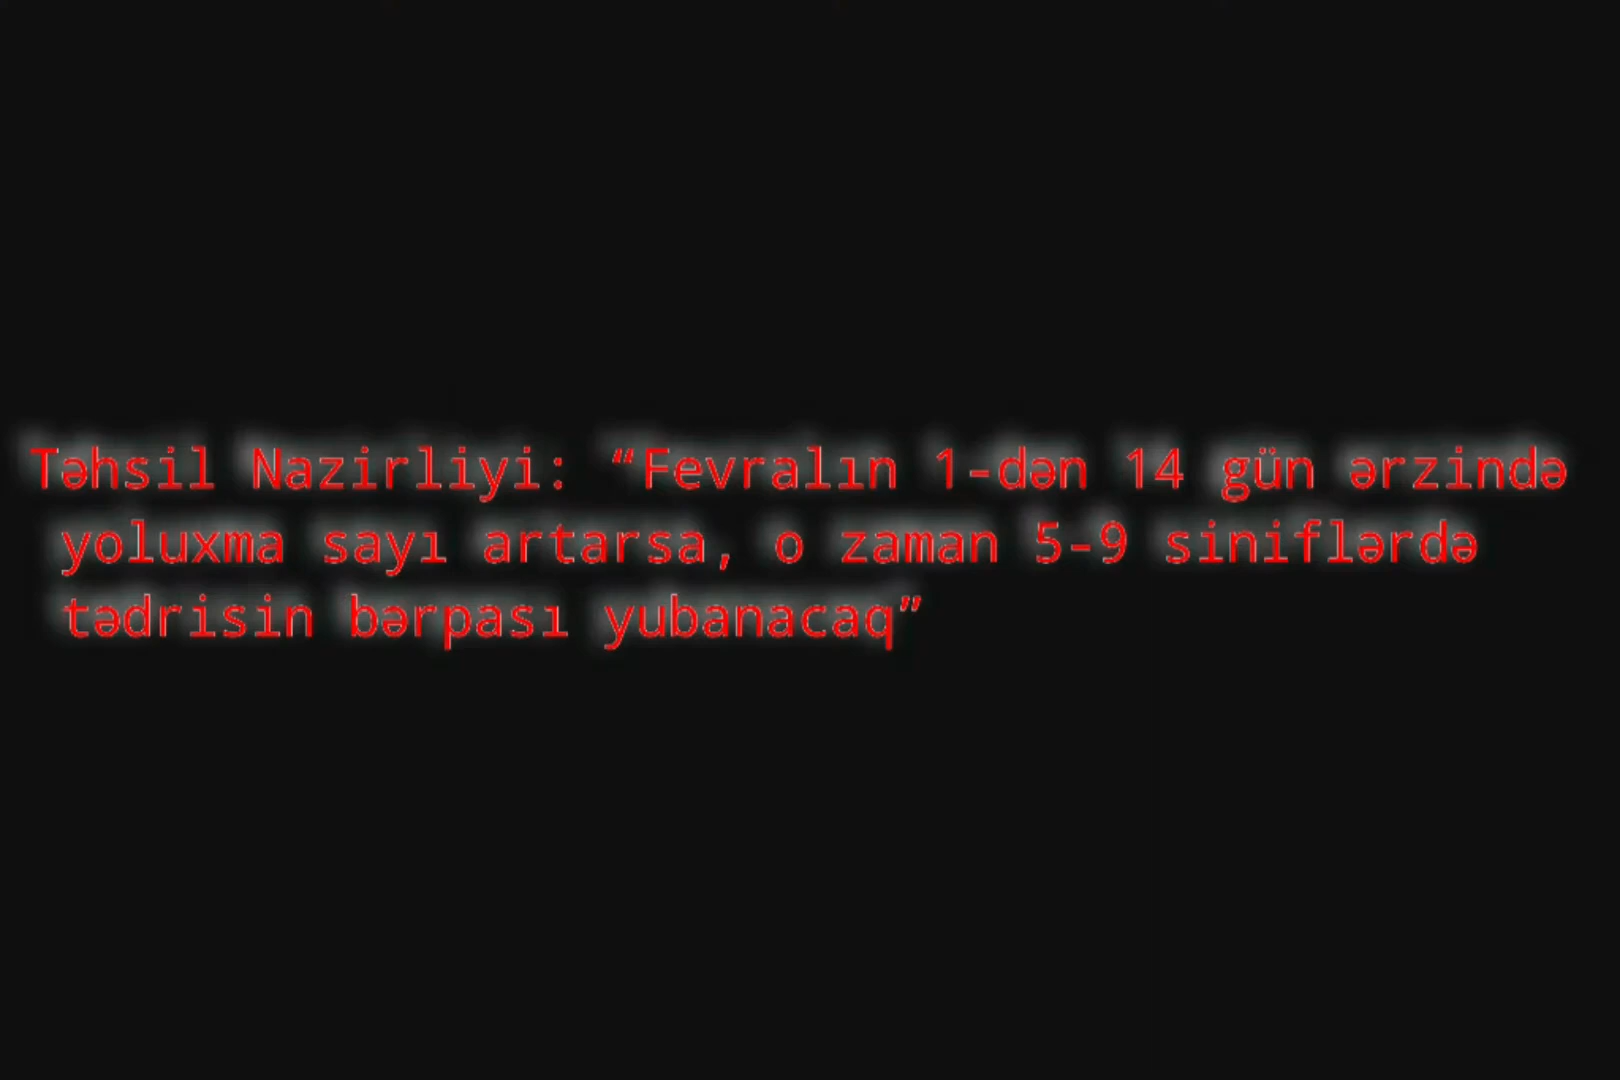 Təhsil Nazirliyi: “Fevralın 1-dən 14 gün ərzində
yoluxma sayı artarsa, o zaman 5-9 siniflərdə
tədrisin bərpası yubanacaq”